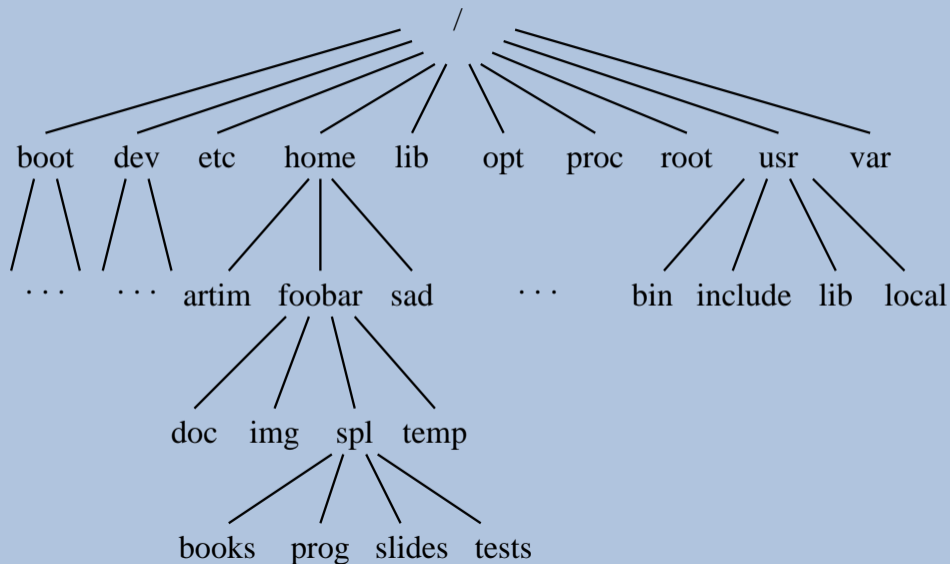 /
boot dev etc home lib opt proc root usr var
. . . . . . artim foobar sad . . . bin include lib local
doc img spl temp
books prog slides tests